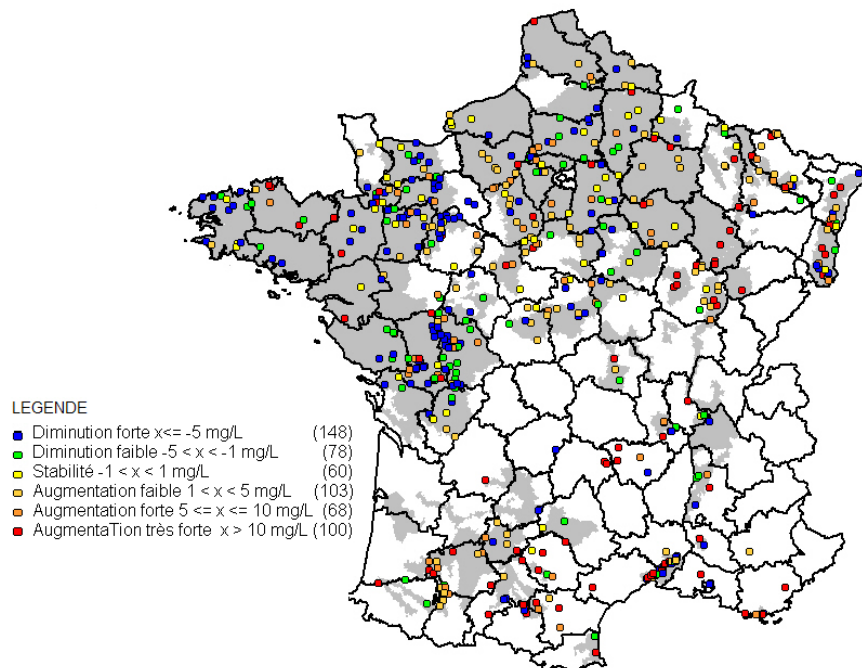 LEGENDE
Diminution forte x<= -5 mg/L (148)
Diminution faible -5 < x < -1 mg/L (78)
Stabilité -1 < x < 1 mg/L (60)
Augmentation faible 1 < x < 5 mg/L (103)
Augmentation forte 5 <= x <= 10 mg/L (68)
AugmentaTion très forte x > 10 mg/L (100)